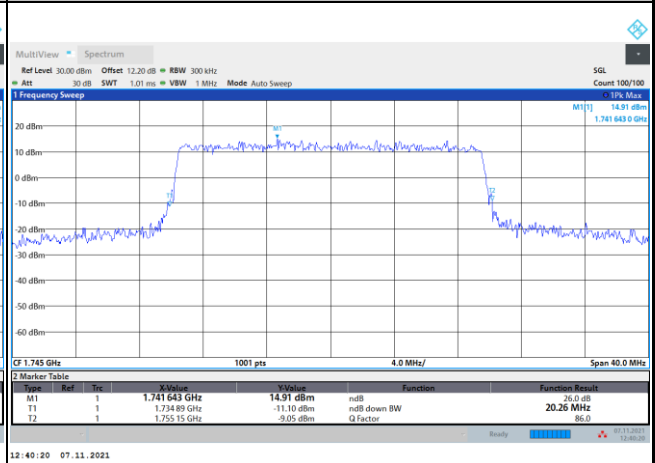 MultiView Spectrum
Ref Level 30.00 dBm Offset 12.20 dB RBW 300 kHz SGL
Att 30 dB SWT 1.01 ms VBW 1 MHz Mode Auto Sweep Count 100/100
1 Frequency Sweep 1Pk Max
M1[1] 14.91 dBm
1.741 643 0 GHz
20 dBm
M1
10 dBm
0 dBm
T1
T2
-10 dBm
-20 dBm
-30 dBm
-40 dBm
-50 dBm
-60 dBm
CF 1.745 GHz 1001 pts 4.0 MHz/ Span 40.0 MHz
2 Marker Table
Type Ref Trc X-Value Y-Value Function Function Result
M1 1 1.741 643 GHz 14.91 dBm ndB 26.0 dB
T1 1 1.734 89 GHz -11.10 dBm ndB down BW 20.26 MHz
T2 1 1.755 15 GHz -9.05 dBm Q Factor 86.0
Ready 07.11.2021
12:40:20
12:40:20 07.11.2021